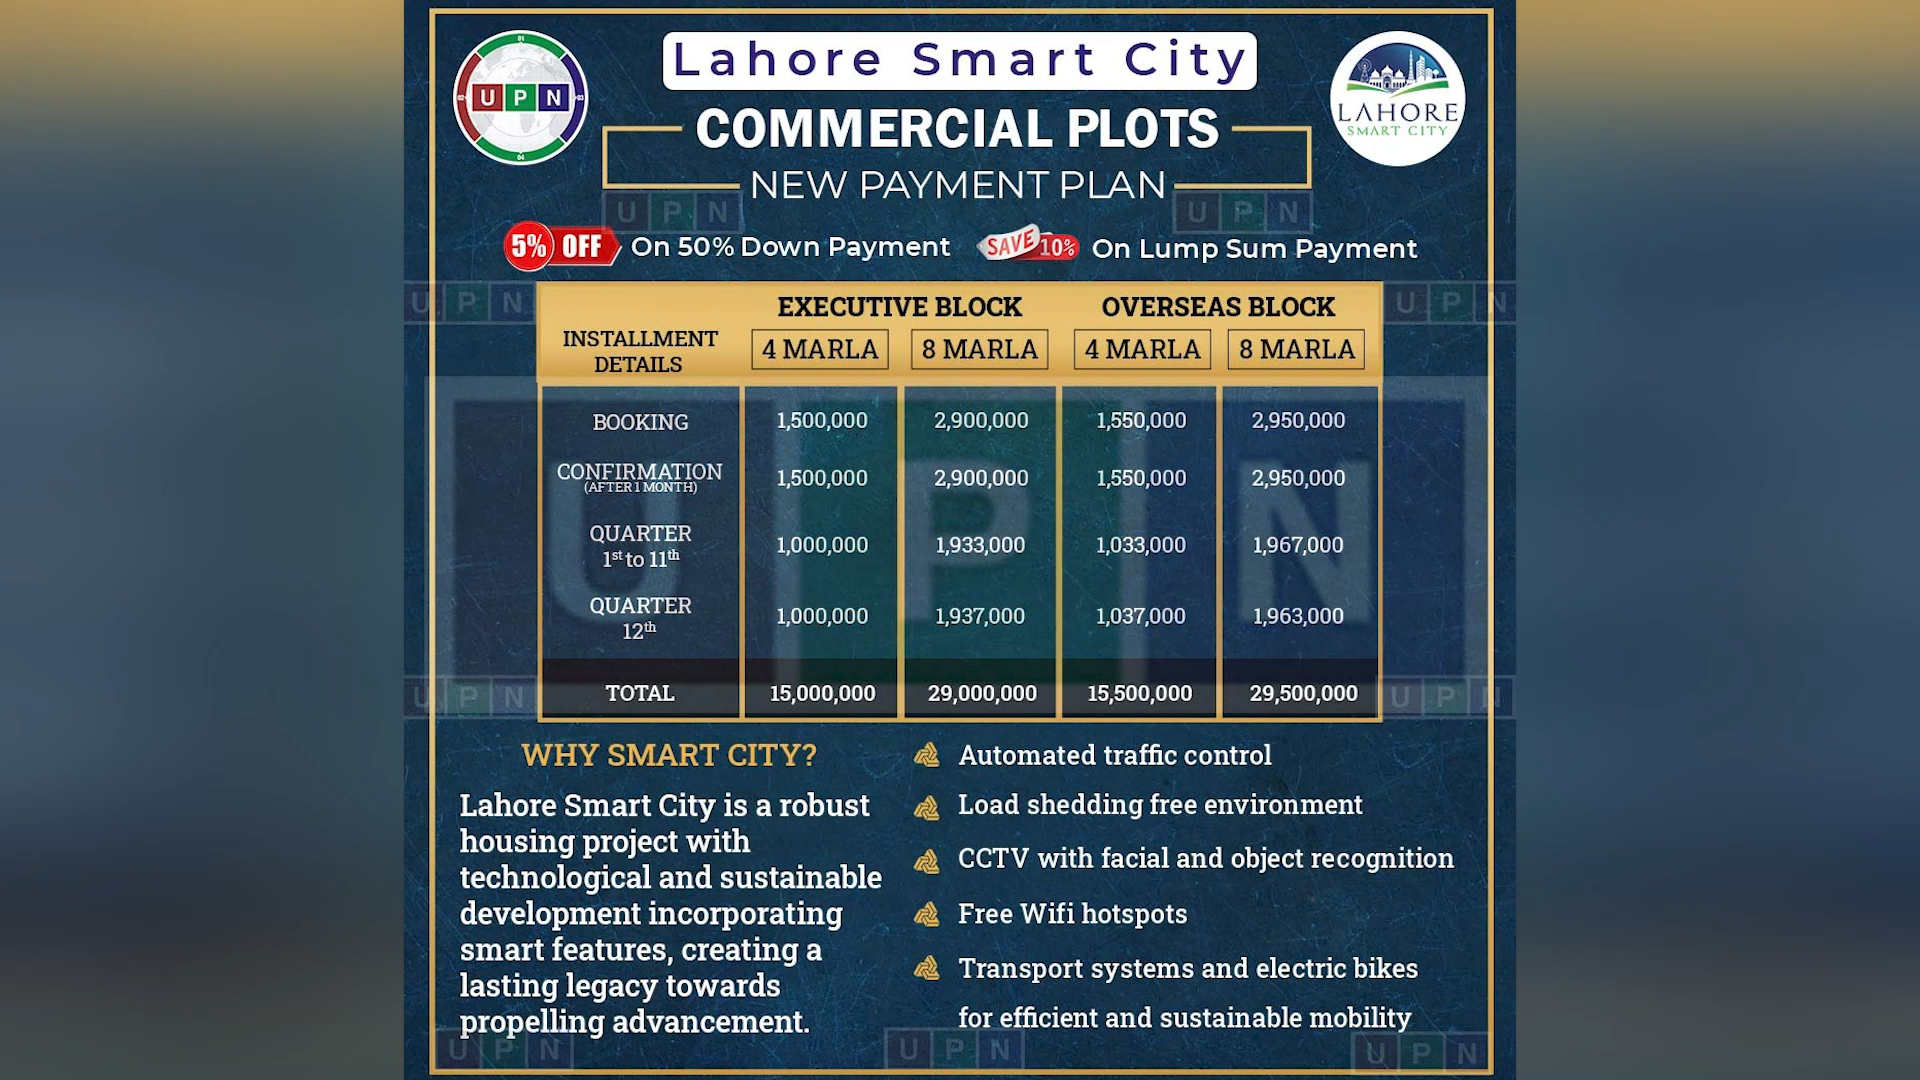 Lahore Smart City
COMMERCIAL PLOTS
NEW PAYMENT PLAN
01
02
U P N
03
04
LAHORE
SMART CITY
5% OFF On 50% Down Payment
SAVE 10% On Lump Sum Payment
INSTALLMENT
DETAILS
EXECUTIVE BLOCK
OVERSEAS BLOCK
4 MARLA
8 MARLA
4 MARLA
8 MARLA
BOOKING 1,500,000 2,900,000 1,550,000 2,950,000
CONFIRMATION 1,500,000 2,900,000 1,550,000 2,950,000
(AFTER 1 MONTH)
QUARTER
1st to 11th 1,000,000 1,933,000 1,033,000 1,967,000
QUARTER
12th 1,000,000 1,937,000 1,037,000 1,963,000
TOTAL 15,000,000 29,000,000 15,500,000 29,500,000
WHY SMART CITY?
Lahore Smart City is a robust
housing project with
technological and sustainable
development incorporating
smart features, creating a
lasting legacy towards
propelling advancement.
Automated traffic control
Load shedding free environment
CCTV with facial and object recognition
Free Wifi hotspots
Transport systems and electric bikes
for efficient and sustainable mobility
U P N
U P N
U P N
U P N
U P N
U P N
U P N
U P N
U P N
U P N